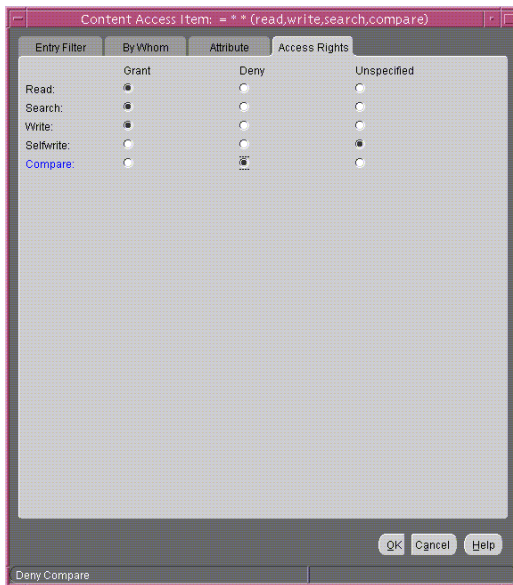 Content Access Item: = * * (read,write,search,compare)
Entry Filter By Whom Attribute Access Rights
Grant Deny Unspecified
Read:
Search:
Write:
Selfwrite:
Compare:
OK Cancel Help
Deny Compare